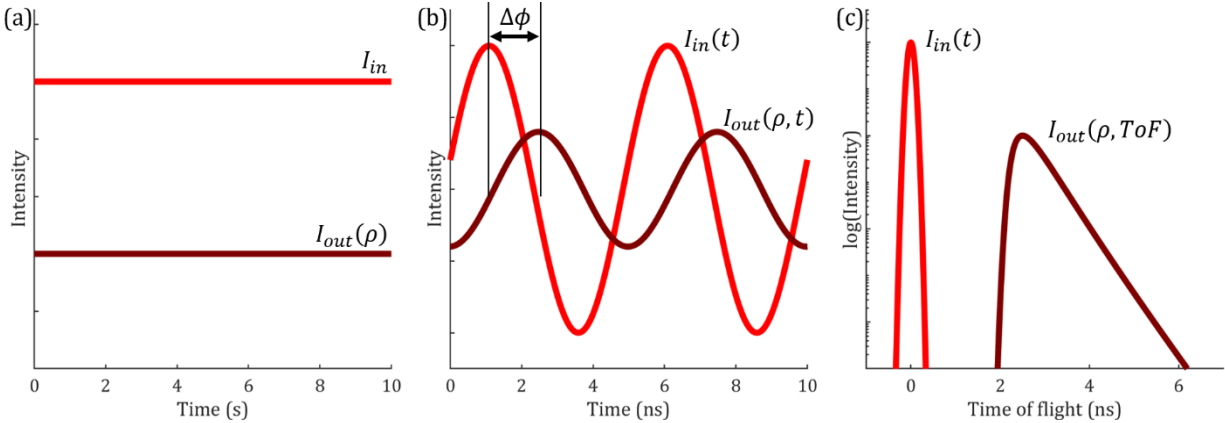 (a)
I_in
I_out(ρ)
Intensity
0 2 4 6 8 10
Time (s)
(b)
Δϕ
I_in(t)
I_out(ρ, t)
Intensity
0 2 4 6 8 10
Time (ns)
(c)
I_in(t)
I_out(ρ, ToF)
log(Intensity)
0 2 4 6
Time of flight (ns)